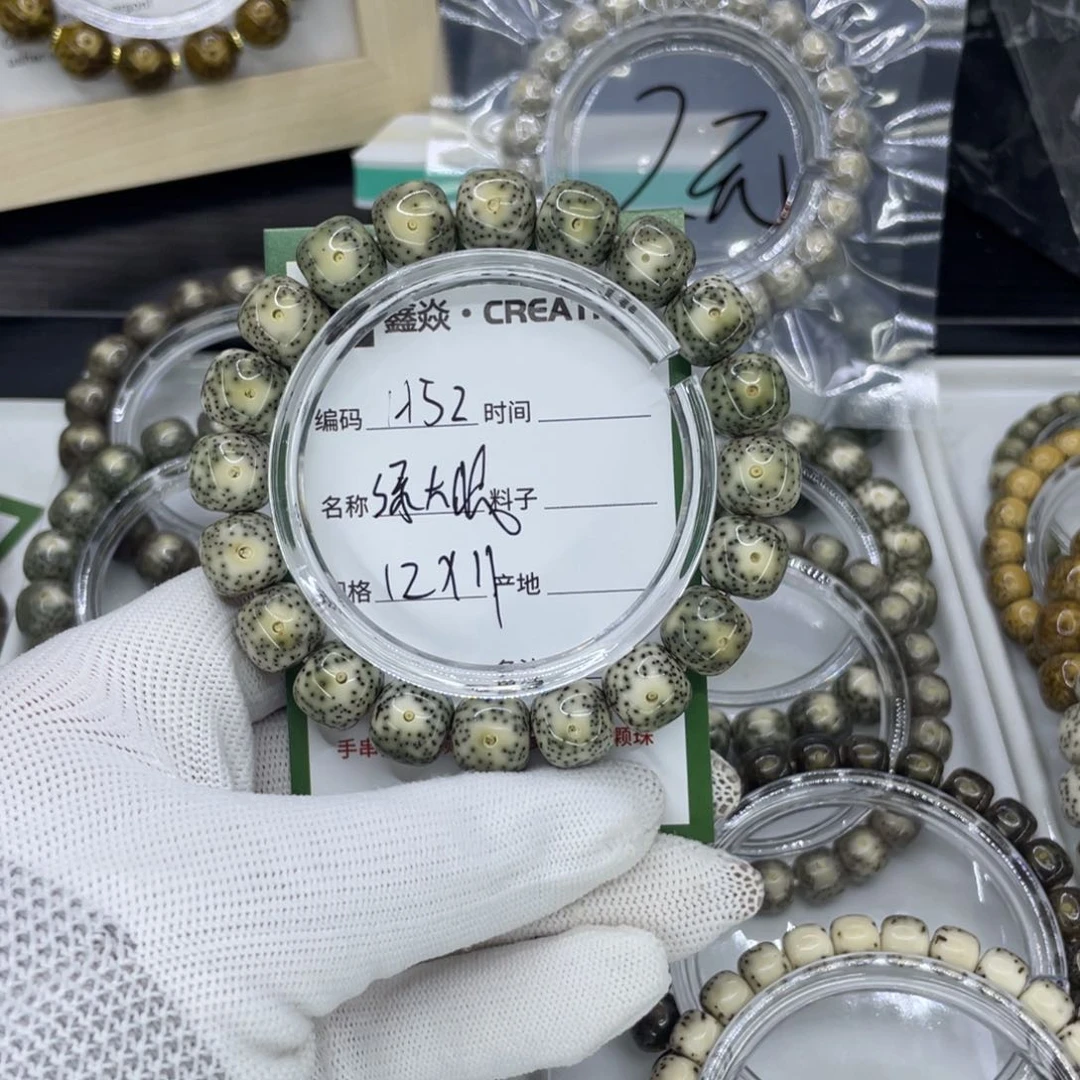 鑫焱·CREAT
编码 1152 时间
名称 绿大眼 料子
规格 12X11 产地
手串 颗珠